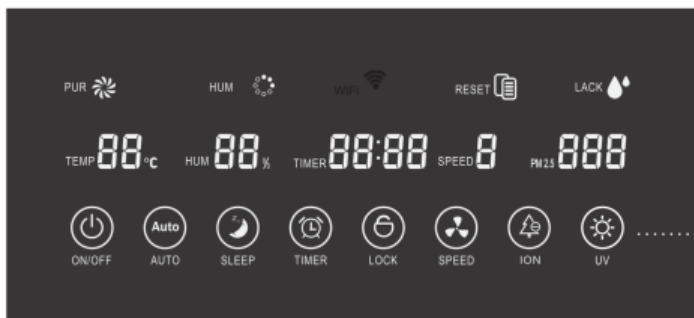 PUR HUM WiFi RESET LACK
TEMP 88 °C HUM 88 % TIMER 88:88 SPEED 8 PM2.5 888
Auto
ON/OFF AUTO SLEEP TIMER LOCK SPEED ION UV